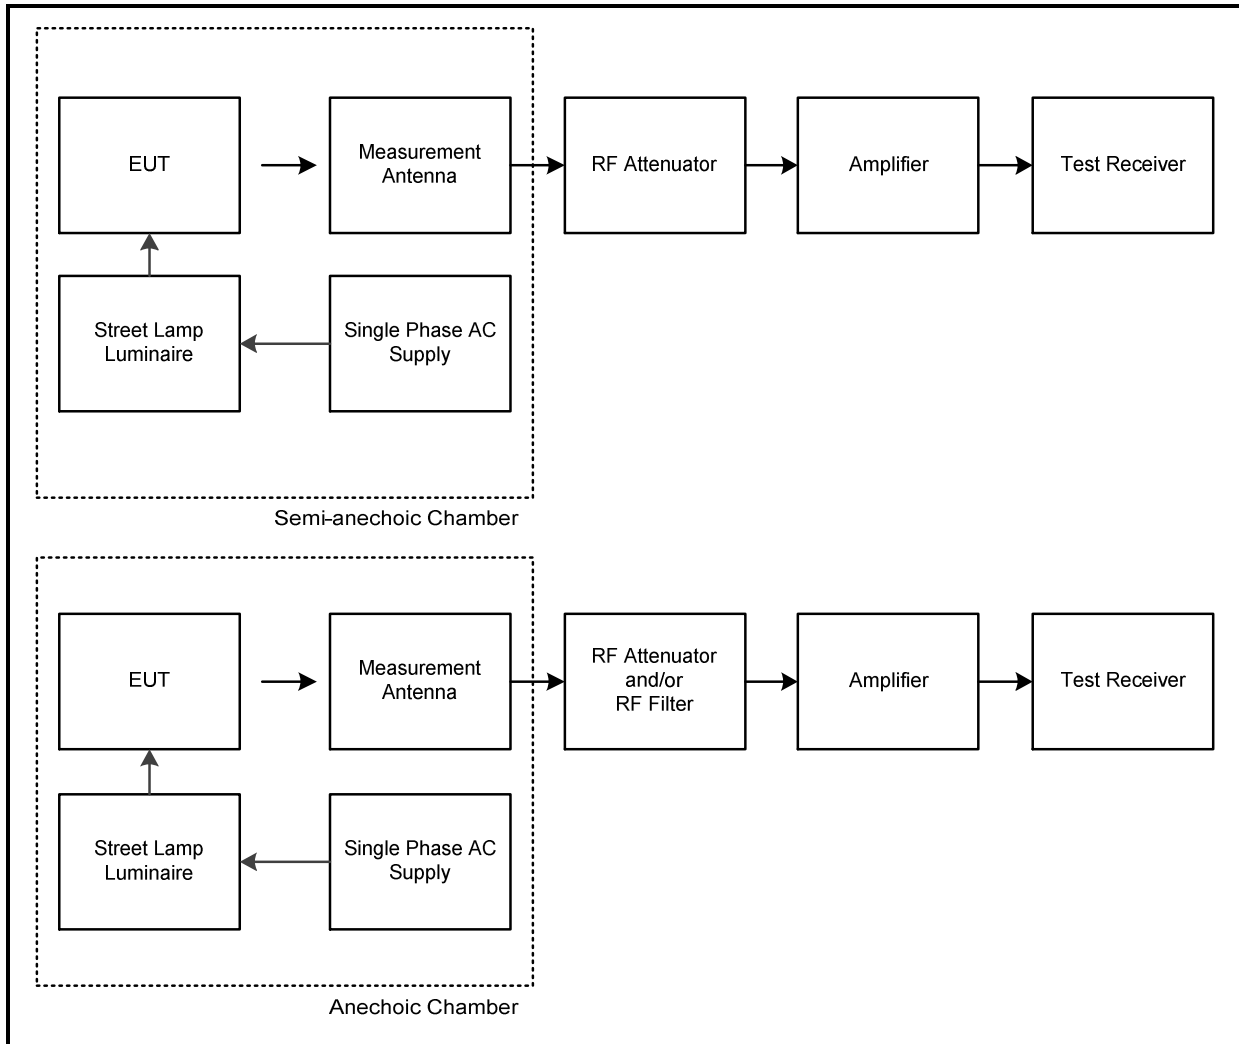 EUT
Measurement
Antenna
RF Attenuator
Amplifier
Test Receiver
Street Lamp
Luminaire
Single Phase AC
Supply
Semi-anechoic Chamber
EUT
Measurement
Antenna
RF Attenuator
and/or
RF Filter
Amplifier
Test Receiver
Street Lamp
Luminaire
Single Phase AC
Supply
Anechoic Chamber